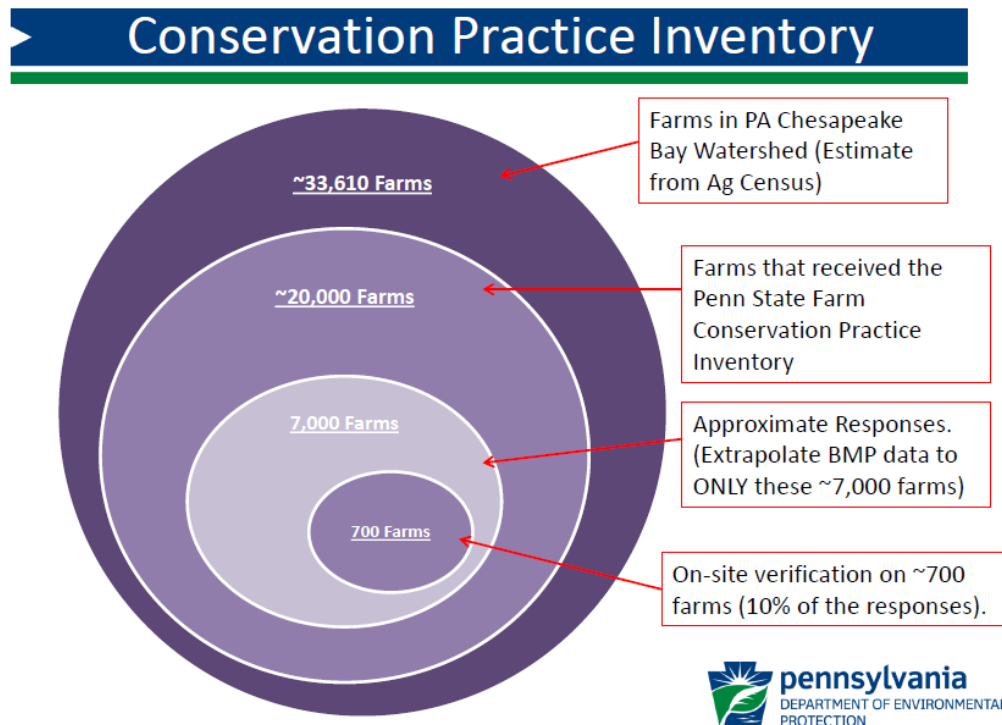 Conservation Practice Inventory
~33,610 Farms
Farms in PA Chesapeake
Bay Watershed (Estimate
from Ag Census)
~20,000 Farms
Farms that received the
Penn State Farm
Conservation Practice
Inventory
7,000 Farms
Approximate Responses.
(Extrapolate BMP data to
ONLY these ~7,000 farms)
700 Farms
On-site verification on ~700
farms (10% of the responses).
pennsylvania
DEPARTMENT OF ENVIRONMENTAL
PROTECTION